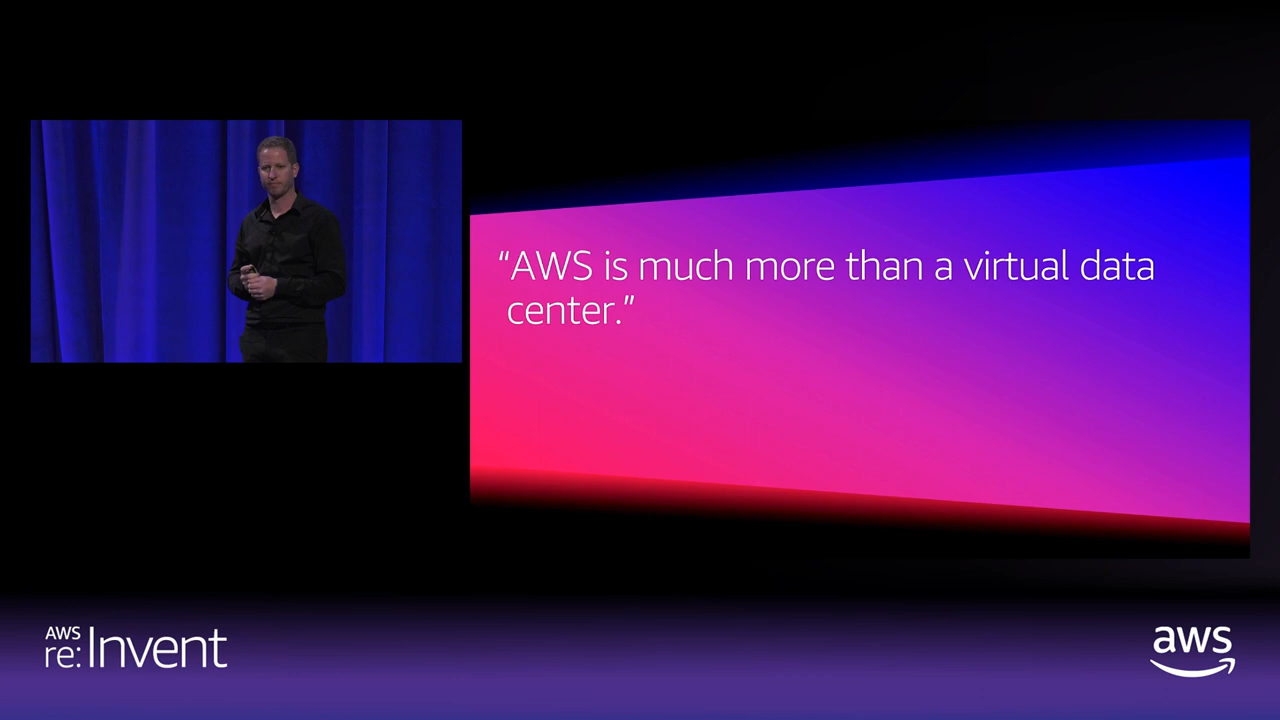 “AWS is much more than a virtual data
center.”
AWS
re:Invent
aws